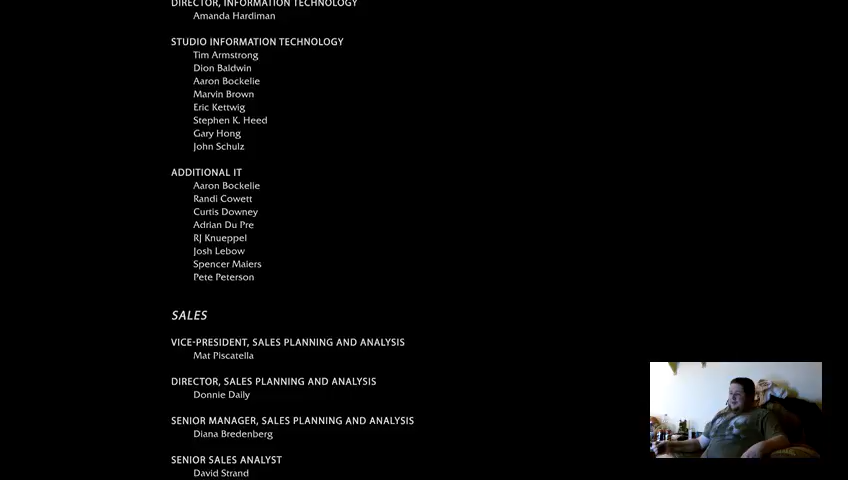 DIRECTOR, INFORMATION TECHNOLOGY
Amanda Hardiman
STUDIO INFORMATION TECHNOLOGY
Tim Armstrong
Dion Baldwin
Aaron Bockelie
Marvin Brown
Eric Kettwig
Stephen K. Heed
Gary Hong
John Schulz
ADDITIONAL IT
Aaron Bockelie
Randi Cowett
Curtis Downey
Adrian Du Pre
RJ Knueppel
Josh Lebow
Spencer Maiers
Pete Peterson
SALES
VICE-PRESIDENT, SALES PLANNING AND ANALYSIS
Mat Piscatella
DIRECTOR, SALES PLANNING AND ANALYSIS
Donnie Daily
SENIOR MANAGER, SALES PLANNING AND ANALYSIS
Diana Bredenberg
SENIOR SALES ANALYST
David Strand